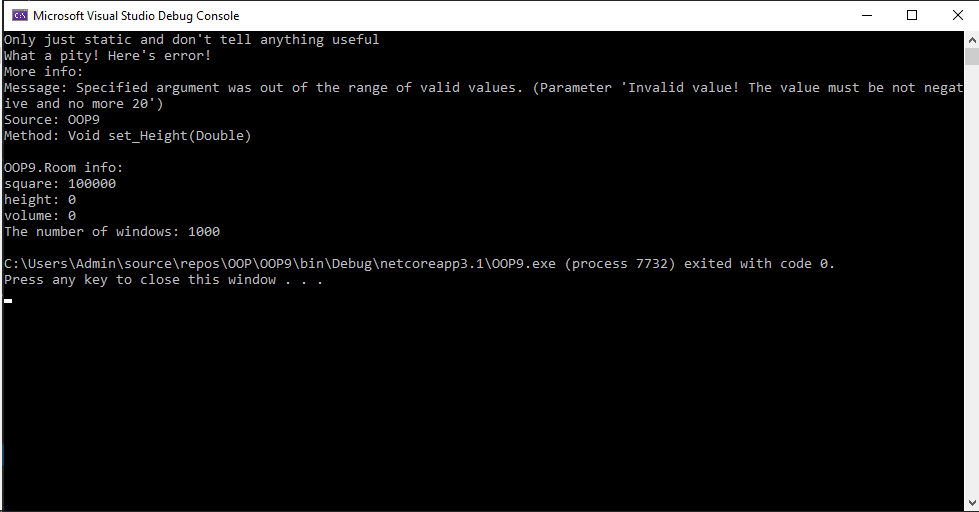 Microsoft Visual Studio Debug Console
Only just static and don't tell anything useful
What a pity! Here's error!
More info:
Message: Specified argument was out of the range of valid values. (Parameter 'Invalid value! The value must be not negat
ive and no more 20')
Source: OOP9
Method: Void set_Height(Double)
OOP9.Room info:
square: 100000
height: 0
volume: 0
The number of windows: 1000
C:\Users\Admin\source\repos\OOP\OOP9\bin\Debug\netcoreapp3.1\OOP9.exe (process 7732) exited with code 0.
Press any key to close this window . . .